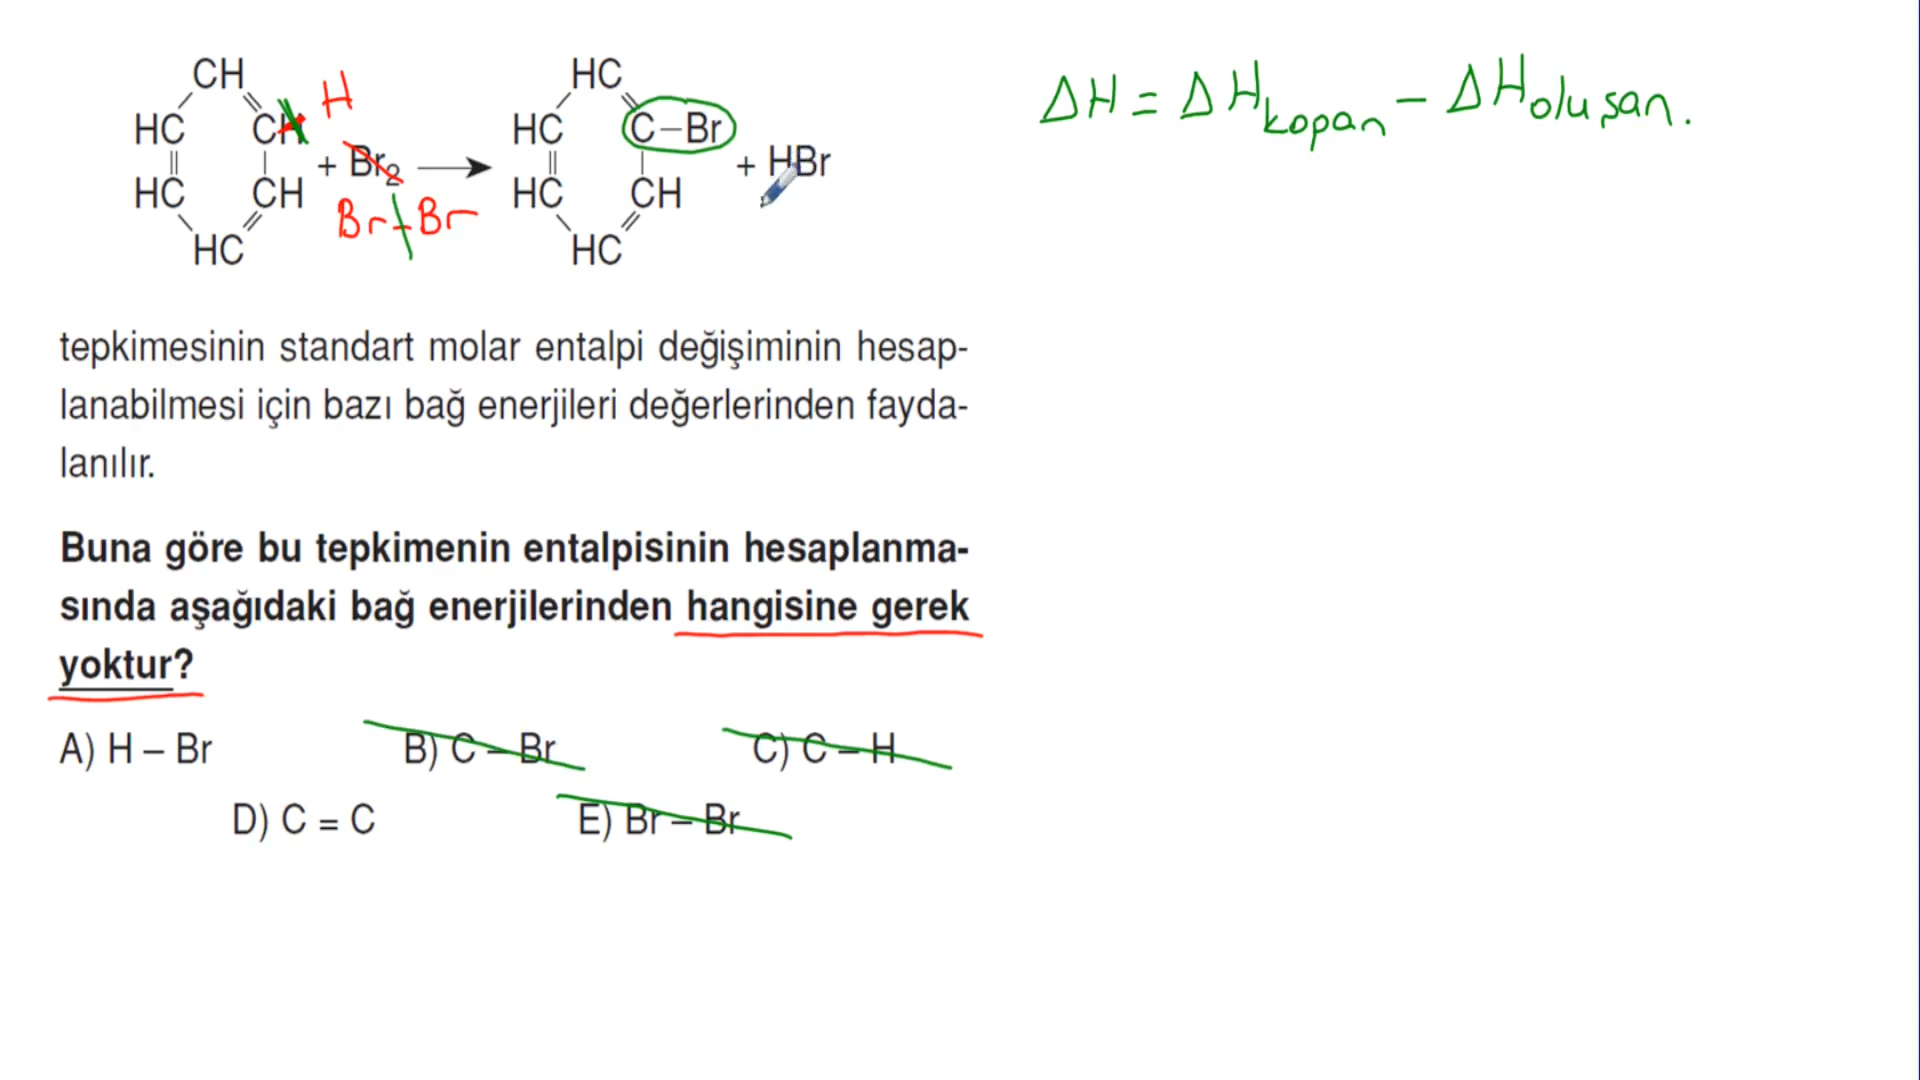 CH HC
HC CH H HC C–Br
+ Br2 ⟶ + HBr
HC CH Br–Br HC CH
HC HC
ΔH = ΔHkopan – ΔHoluşan.
tepkimesinin standart molar entalpi değişiminin hesap-
lanabilmesi için bazı bağ enerjileri değerlerinden fayda-
lanılır.
Buna göre bu tepkimenin entalpisinin hesaplanma-
sında aşağıdaki bağ enerjilerinden hangisine gerek
yoktur?
A) H – Br B) C – Br C) C – H
D) C = C E) Br – Br